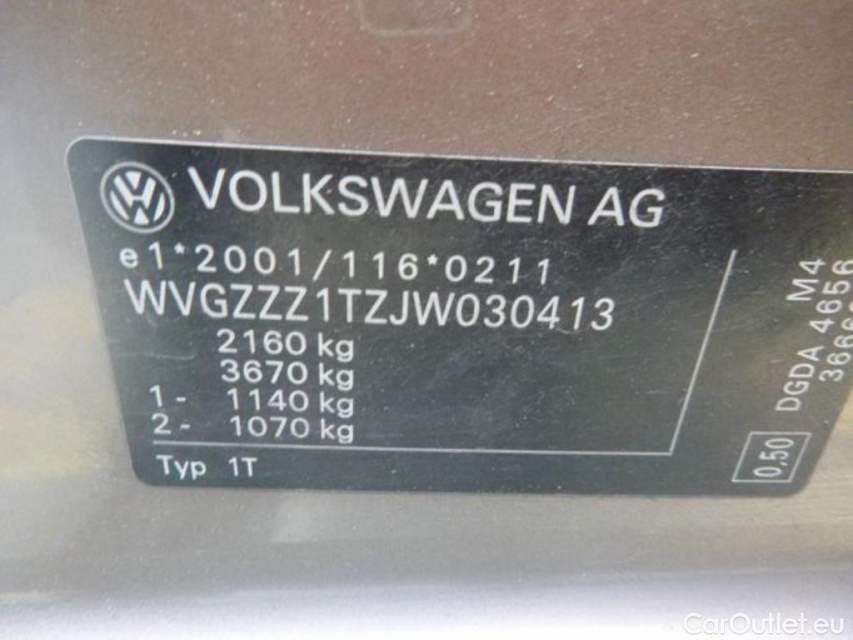 VOLKSWAGEN AG
e1*2001/116*0211
WVGZZZ1TZJW030413
2160 kg
3670 kg
1- 1140 kg
2- 1070 kg
Typ 1T
M4
DGDA 4656
0,50
CarOutlet.eu